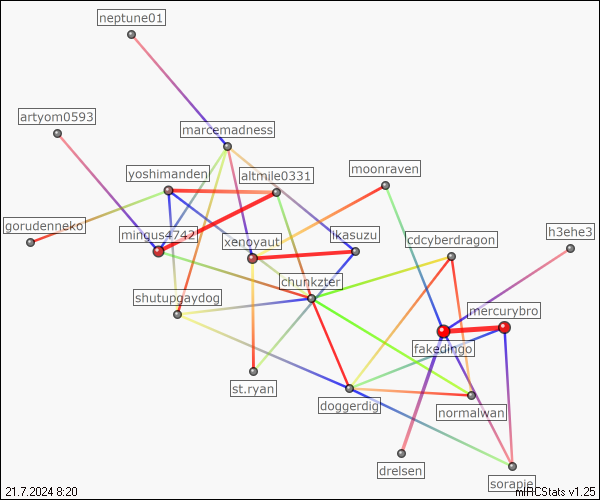 neptune01
artyom0593
marcemadness
yoshimanden
altmile0331
moonraven
gorudenneko
mingus4742
xenoyaut
ikasuzu
cdcyberdragon
h3ehe3
chunkzter
shutupgaydog
mercurybro
fakedingo
st.ryan
doggerdig
normalwan
drelsen
sorapie
21.7.2024 8:20
mIRCStats v1.25